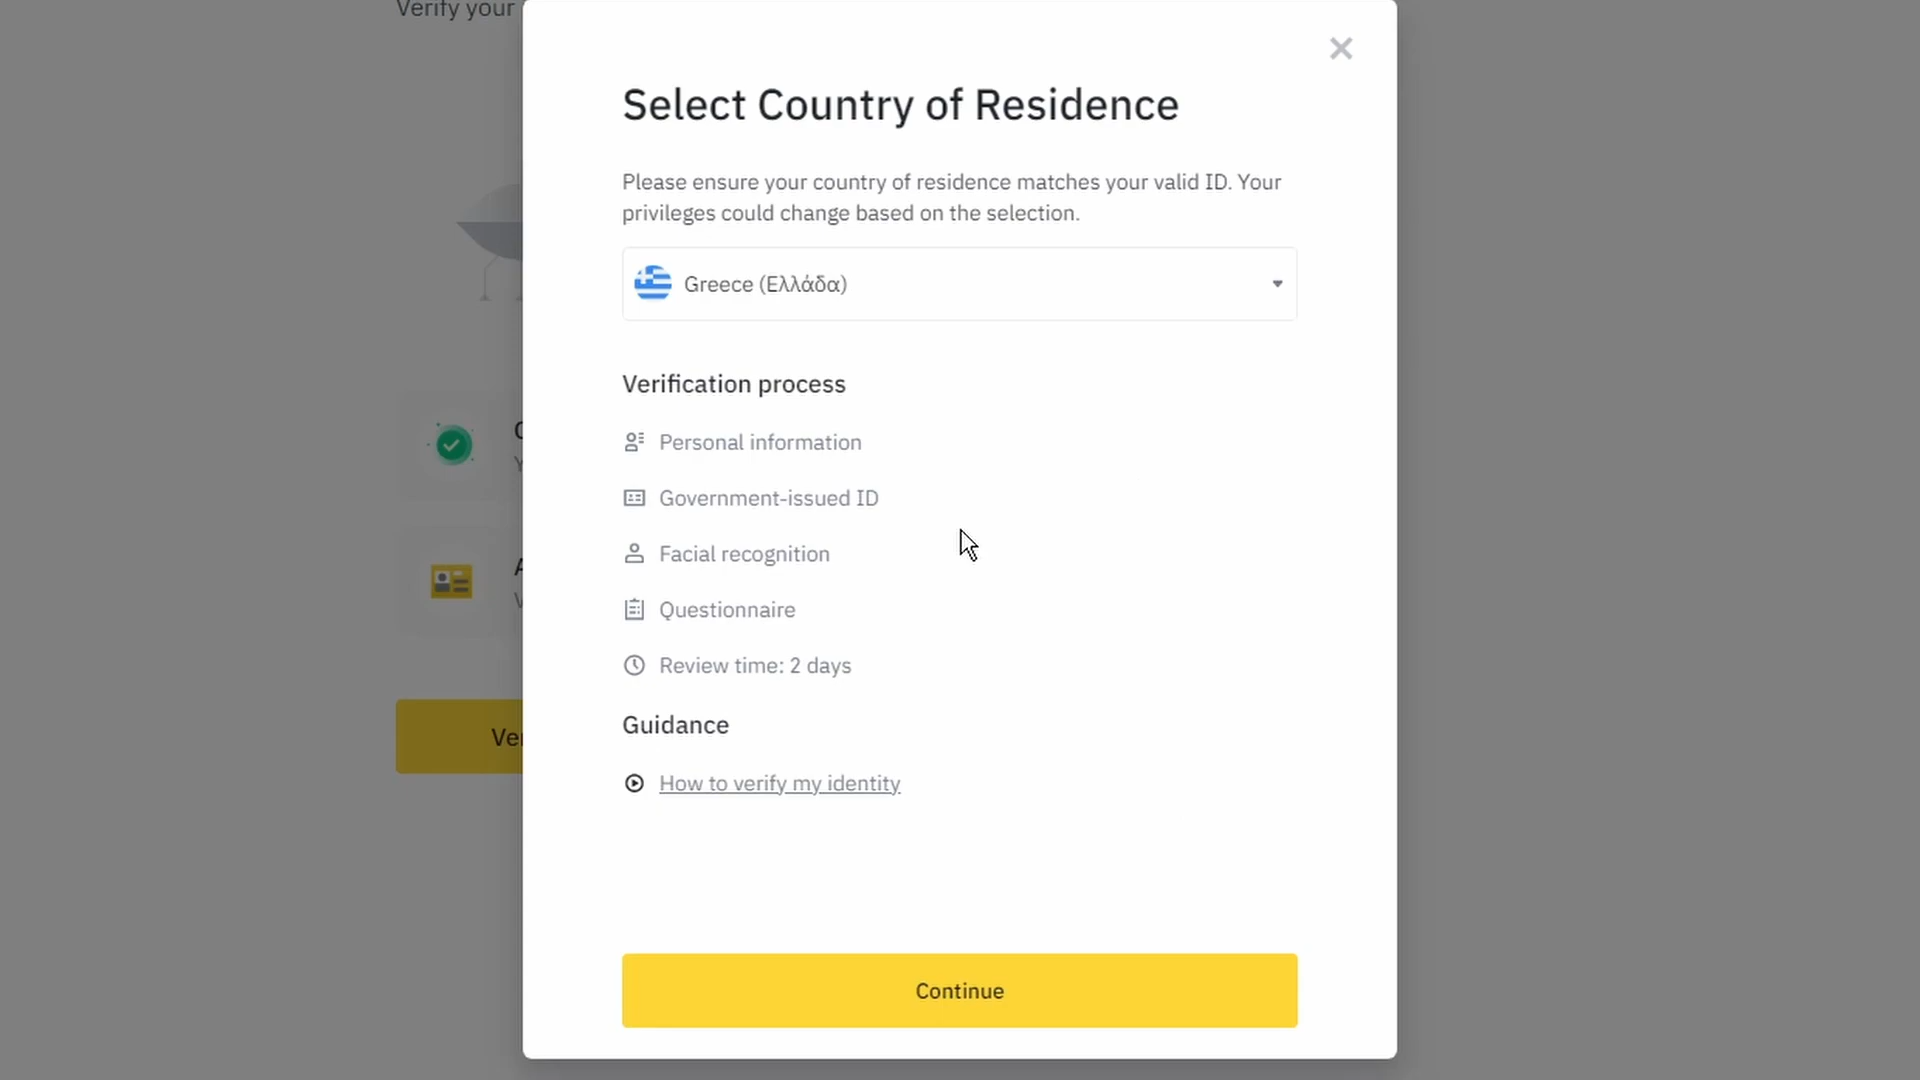 Verify your
Select Country of Residence
Please ensure your country of residence matches your valid ID. Your
privileges could change based on the selection.
Greece (Ελλάδα)
Verification process
Personal information
Government-issued ID
Facial recognition
Questionnaire
Review time: 2 days
Guidance
How to verify my identity
Continue